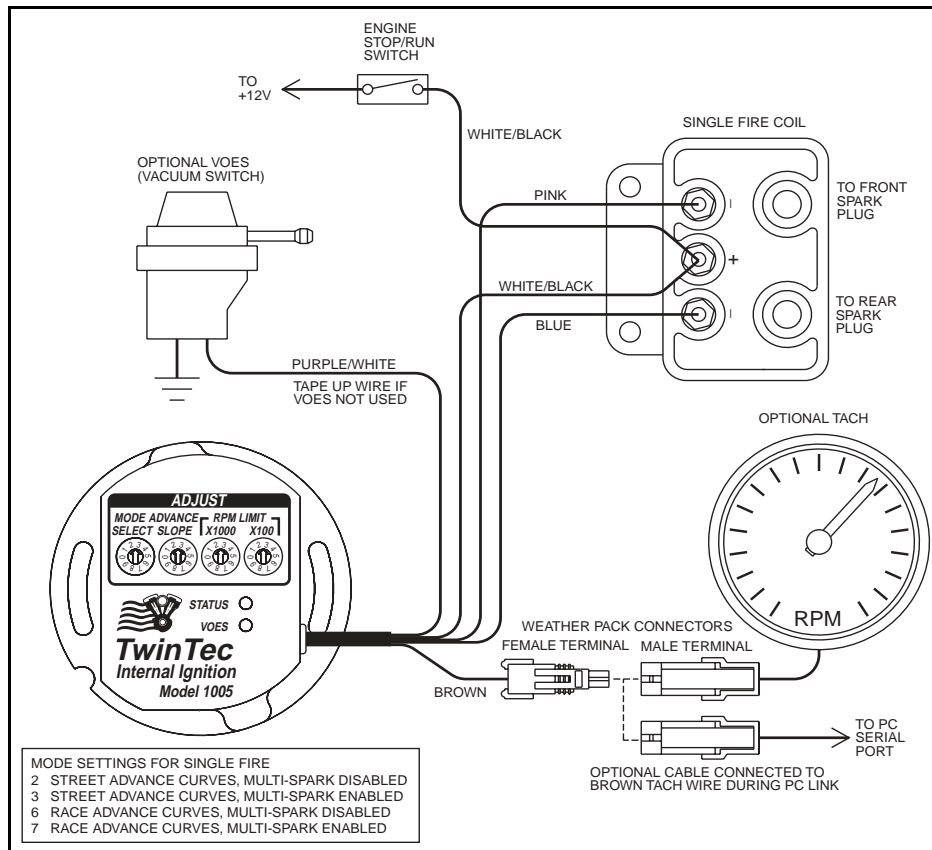 ENGINE
STOP/RUN
SWITCH
TO
+12V
WHITE/BLACK
SINGLE FIRE COIL
OPTIONAL VOES
(VACUUM SWITCH)
PINK
TO FRONT
SPARK
PLUG
+
WHITE/BLACK
BLUE
TO REAR
SPARK
PLUG
PURPLE/WHITE
TAPE UP WIRE IF
VOES NOT USED
OPTIONAL TACH
ADJUST
MODE ADVANCE RPM LIMIT
SELECT SLOPE X1000 X100
STATUS
VOES
TwinTec
Internal Ignition
Model 1005
RPM
WEATHER PACK CONNECTORS
FEMALE TERMINAL MALE TERMINAL
BROWN
TO PC
SERIAL
PORT
OPTIONAL CABLE CONNECTED TO
BROWN TACH WIRE DURING PC LINK
MODE SETTINGS FOR SINGLE FIRE
2 STREET ADVANCE CURVES, MULTI-SPARK DISABLED
3 STREET ADVANCE CURVES, MULTI-SPARK ENABLED
6 RACE ADVANCE CURVES, MULTI-SPARK DISABLED
7 RACE ADVANCE CURVES, MULTI-SPARK ENABLED